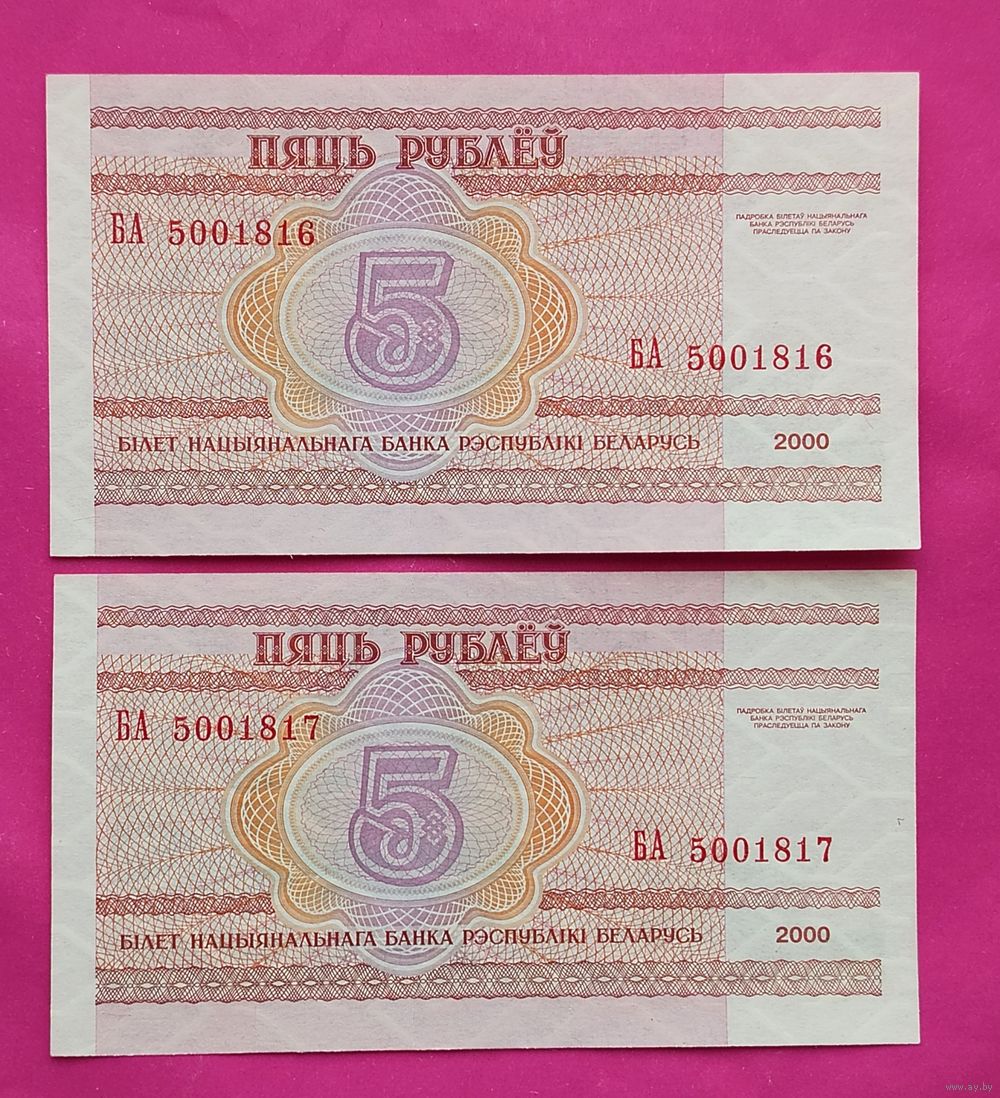 ПЯЦЬ РУБЛЁЎ
БА 5001816
ПАДРОБКА БІЛЕТАЎ НАЦЫЯНАЛЬНАГА
БАНКА РЭСПУБЛІКІ БЕЛАРУСЬ
ПРАСЛЕДУЕЦЦА ПА ЗАКОНУ
5
БА 5001816
БІЛЕТ НАЦЫЯНАЛЬНАГА БАНКА РЭСПУБЛІКІ БЕЛАРУСЬ 2000
ПЯЦЬ РУБЛЁЎ
БА 5001817
ПАДРОБКА БІЛЕТАЎ НАЦЫЯНАЛЬНАГА
БАНКА РЭСПУБЛІКІ БЕЛАРУСЬ
ПРАСЛЕДУЕЦЦА ПА ЗАКОНУ
5
БА 5001817
БІЛЕТ НАЦЫЯНАЛЬНАГА БАНКА РЭСПУБЛІКІ БЕЛАРУСЬ 2000
www.ay.by